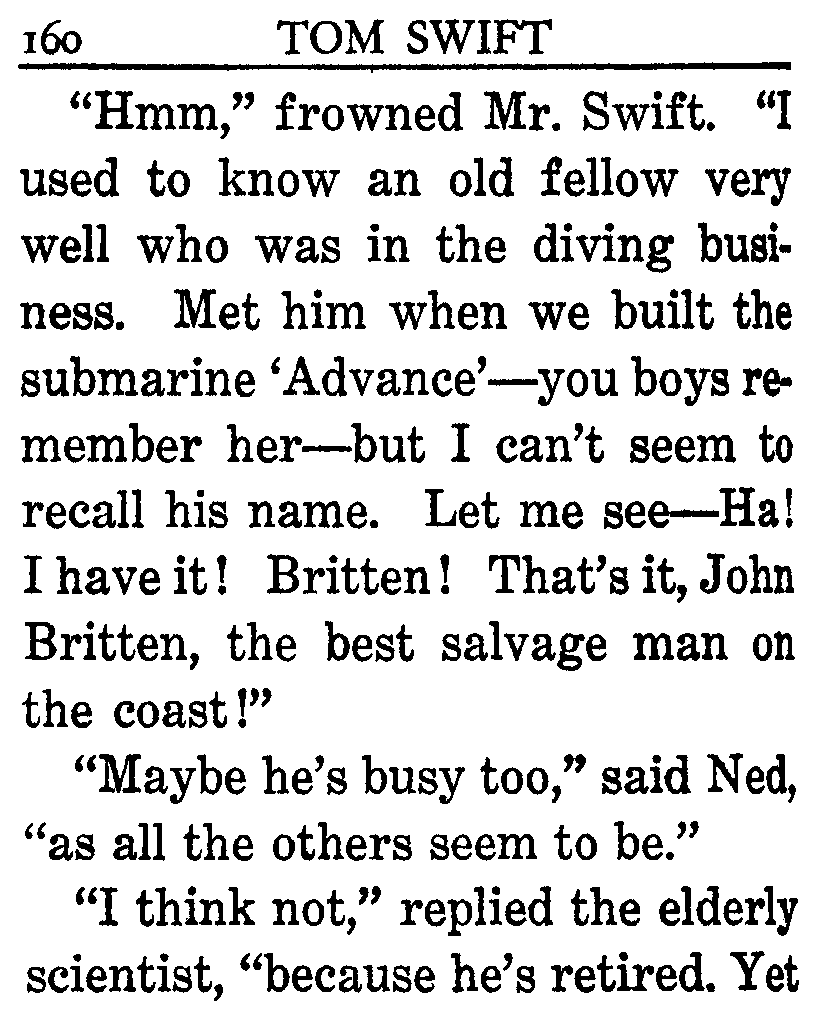 160 TOM SWIFT
“Hmm,” frowned Mr. Swift. “I
used to know an old fellow very
well who was in the diving busi-
ness. Met him when we built the
submarine ‘Advance’—you boys re-
member her—but I can’t seem to
recall his name. Let me see—Ha!
I have it! Britten! That’s it, John
Britten, the best salvage man on
the coast!”
“Maybe he’s busy too,” said Ned,
“as all the others seem to be.”
“I think not,” replied the elderly
scientist, “because he’s retired. Yet